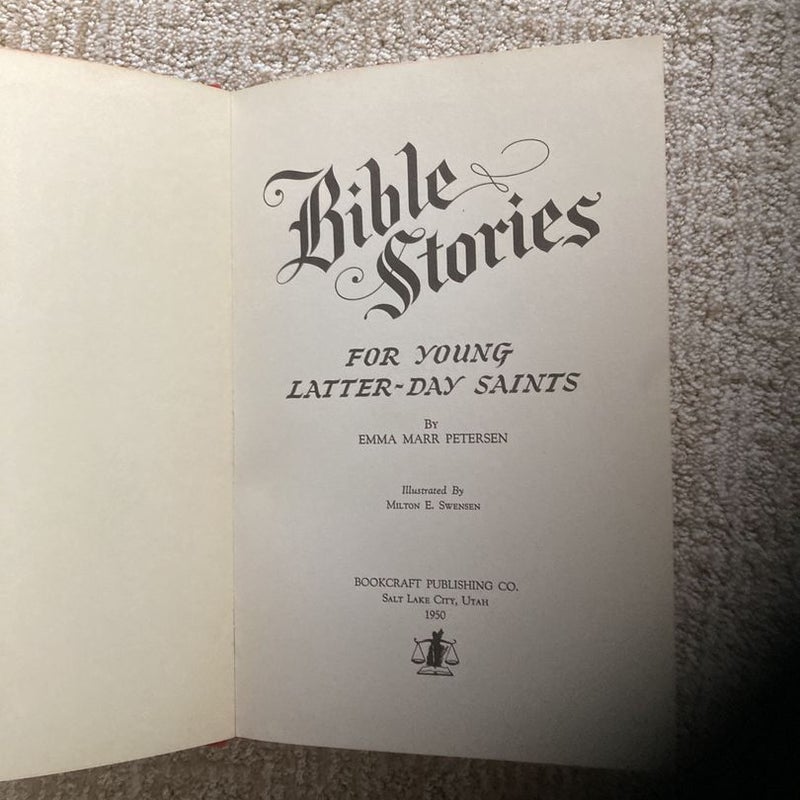 Bible
Stories
FOR YOUNG
LATTER-DAY SAINTS
By
EMMA MARR PETERSEN
Illustrated By
Milton E. Swensen
BOOKCRAFT PUBLISHING CO.
Salt Lake City, Utah
1950